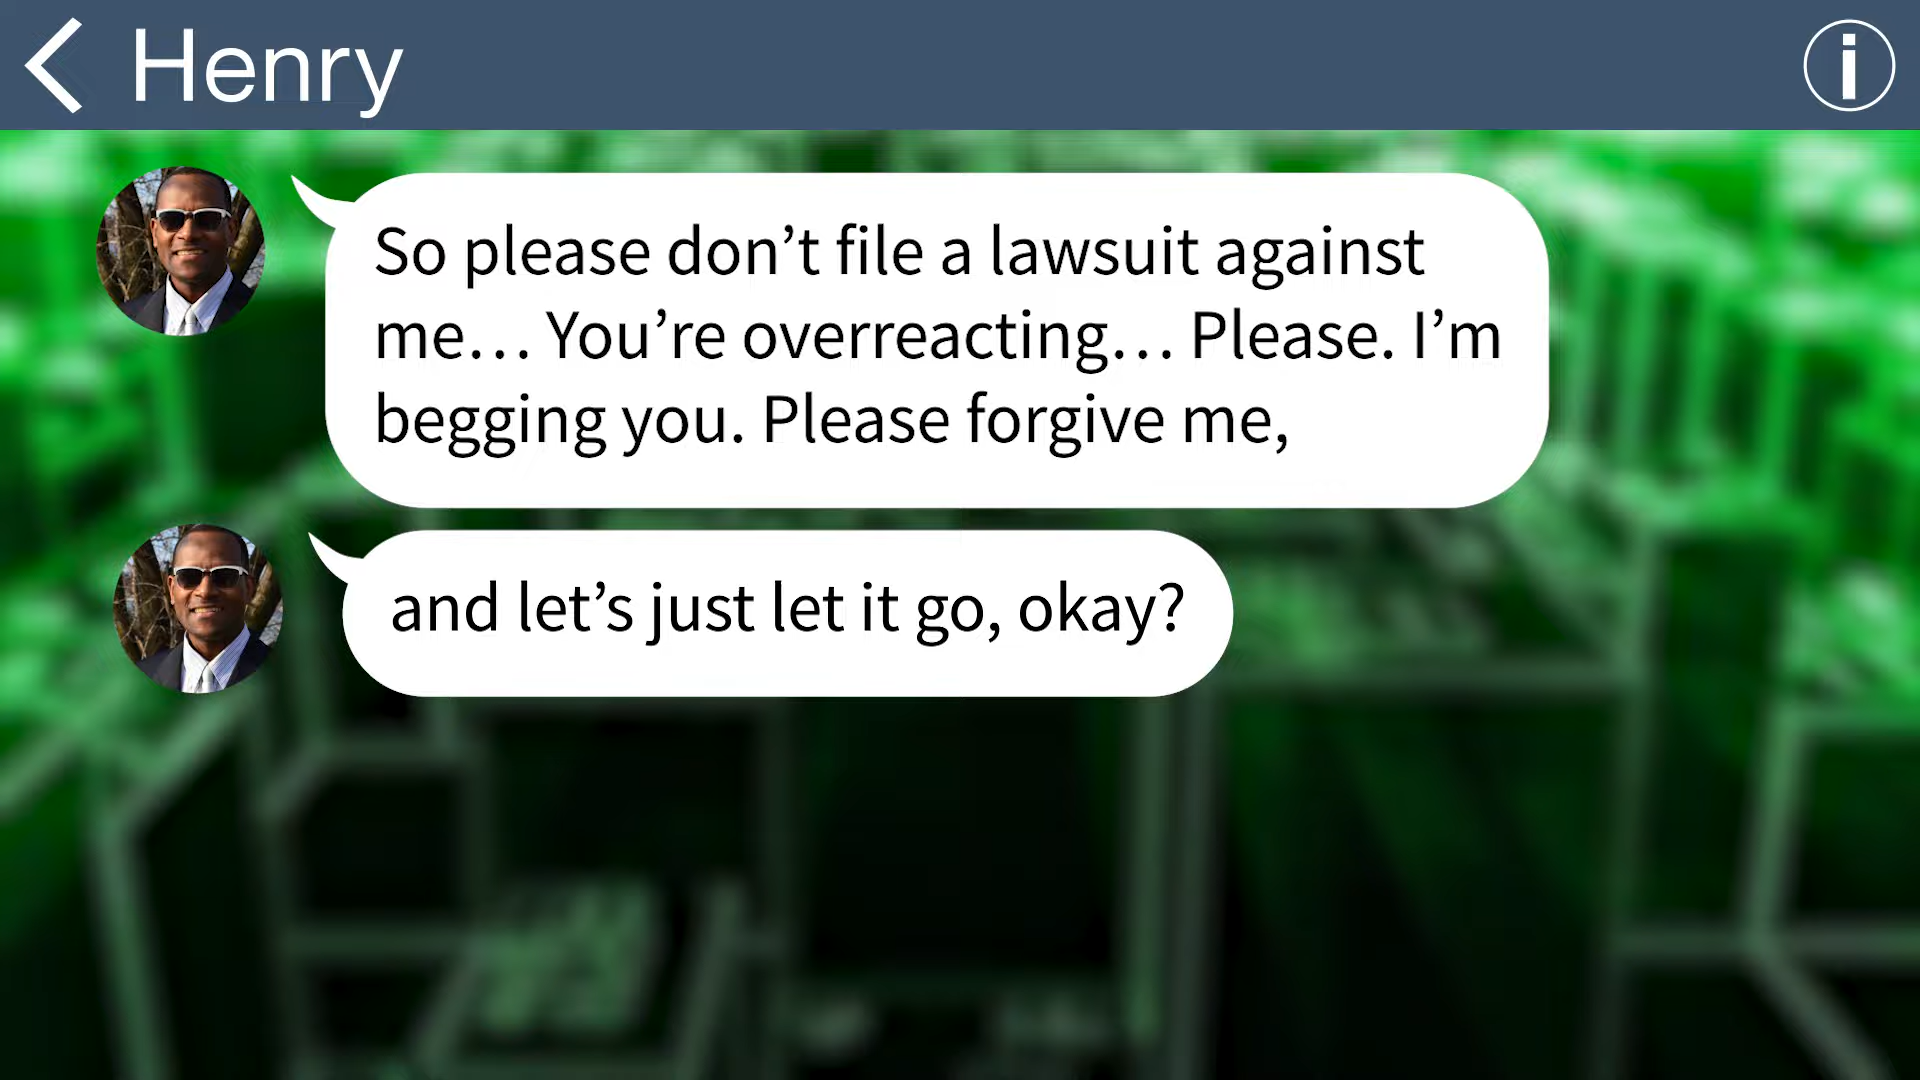 Henry
So please don’t file a lawsuit against
me… You’re overreacting… Please. I’m
begging you. Please forgive me,
and let’s just let it go, okay?